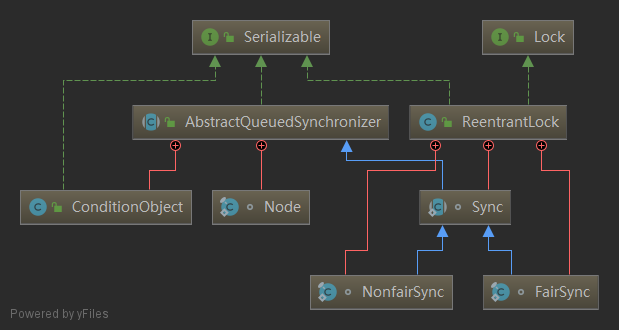 Serializable
Lock
AbstractQueuedSynchronizer
ReentrantLock
ConditionObject
Node
Sync
NonfairSync
FairSync
Powered by yFiles